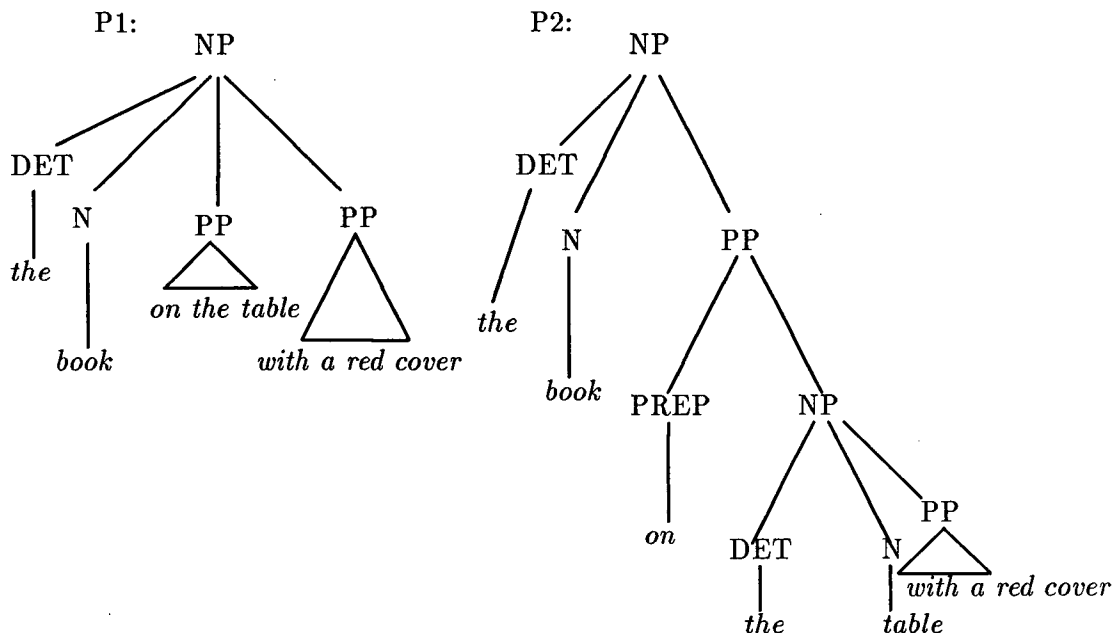 P1: P2:
NP NP
DET DET
N PP PP
the N PP
on the table the
book with a red cover book
PREP NP
PP
on DET N
with a red cover
the table